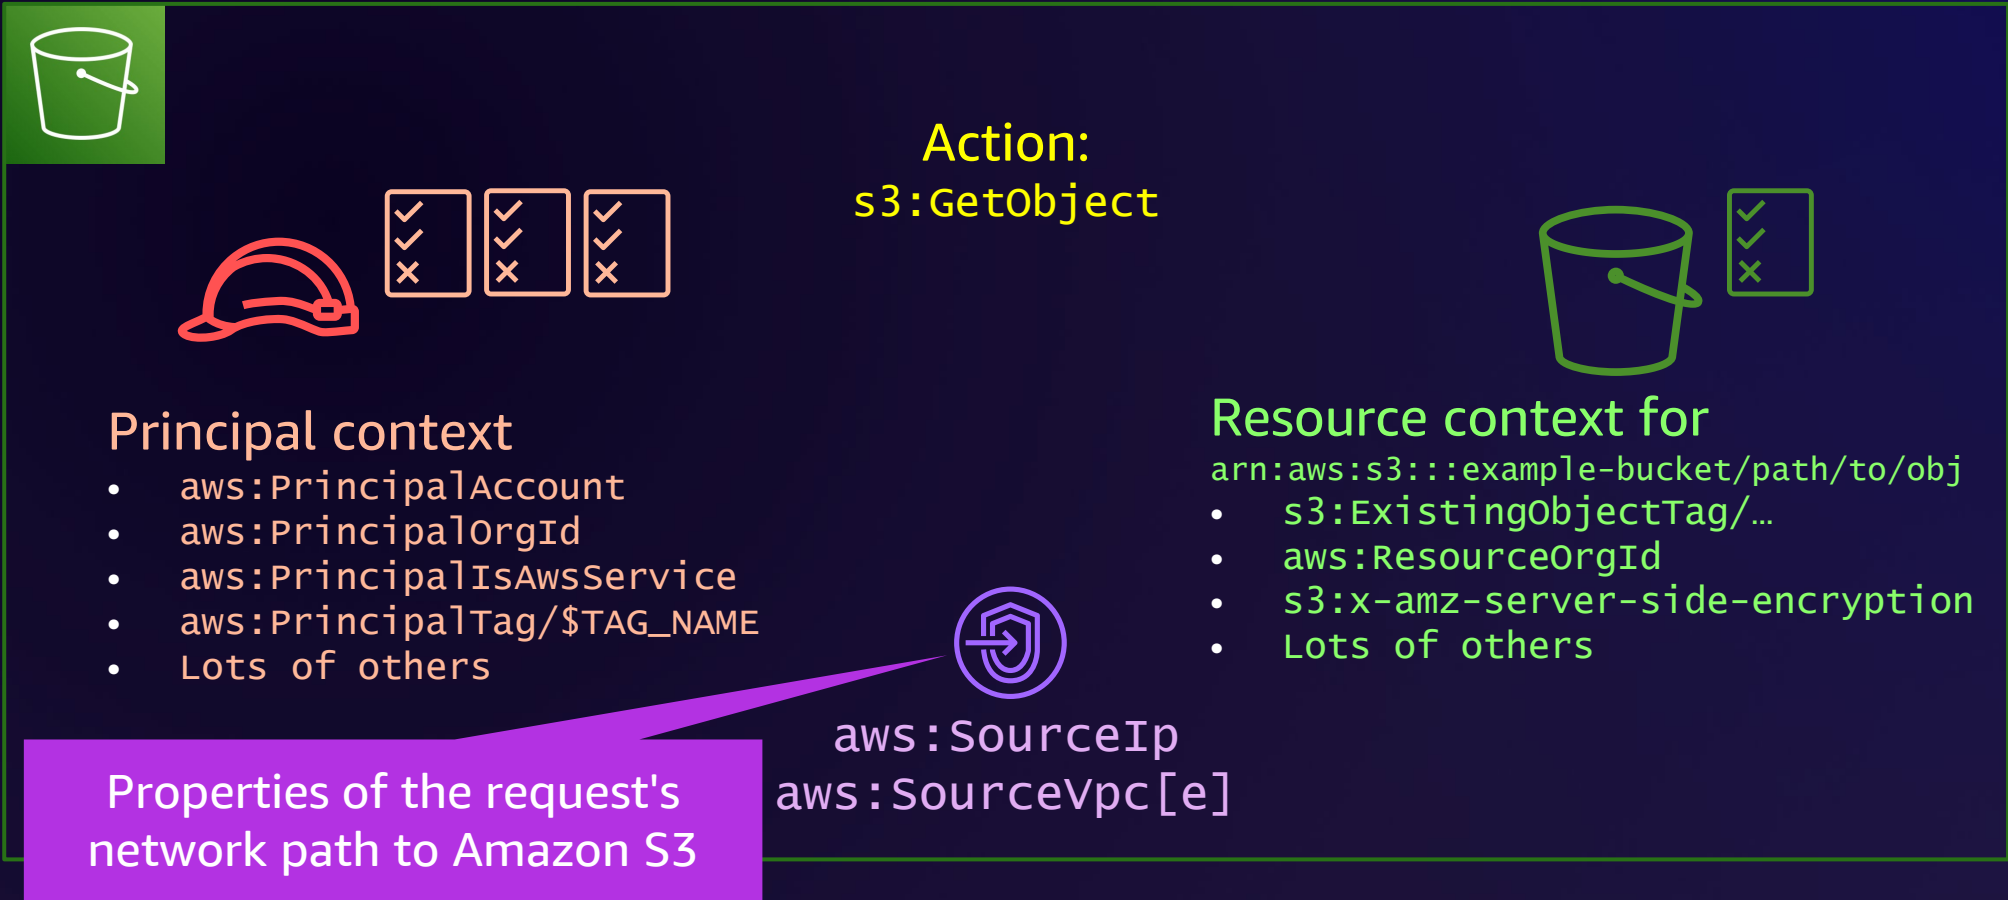 Action:
s3:GetObject
Principal context
• aws:PrincipalAccount
• aws:PrincipalOrgId
• aws:PrincipalIsAwsService
• aws:PrincipalTag/$TAG_NAME
• Lots of others
Resource context for
arn:aws:s3:::example-bucket/path/to/obj
• s3:ExistingObjectTag/…
• aws:ResourceOrgId
• s3:x-amz-server-side-encryption
• Lots of others
aws:SourceIp
aws:SourceVpc[e]
Properties of the request's
network path to Amazon S3